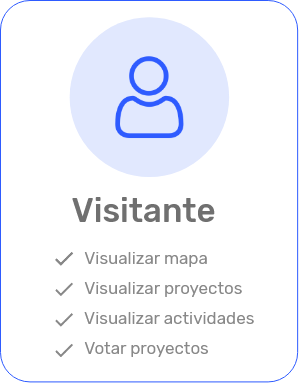 Visitante
Visualizar mapa
Visualizar proyectos
Visualizar actividades
Votar proyectos